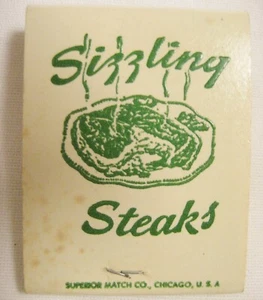 Sizzling
Steaks
SUPERIOR MATCH CO., CHICAGO, U. S. A